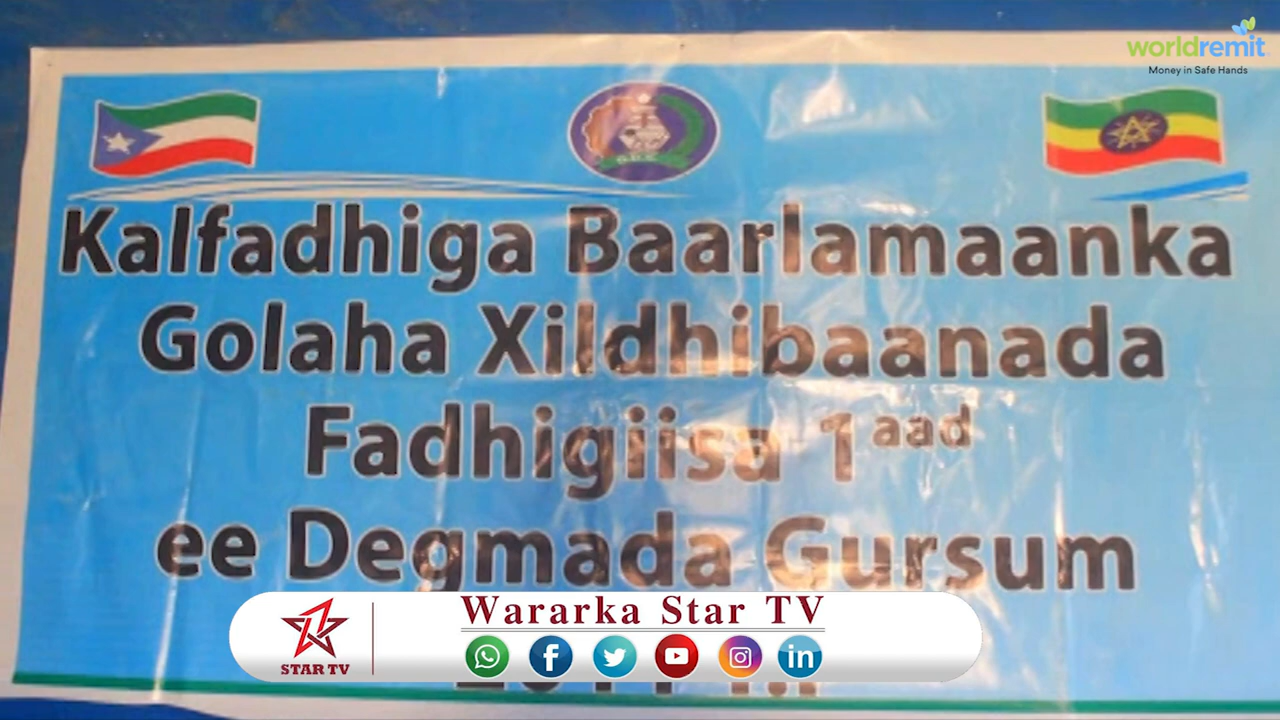 worldremit
Money in Safe Hands
Kalfadhiga Baarlamaanka
Golaha Xildhibaanada
Fadhigiisa 1aad
ee Degmada Gursum
Wararka Star TV
STAR TV